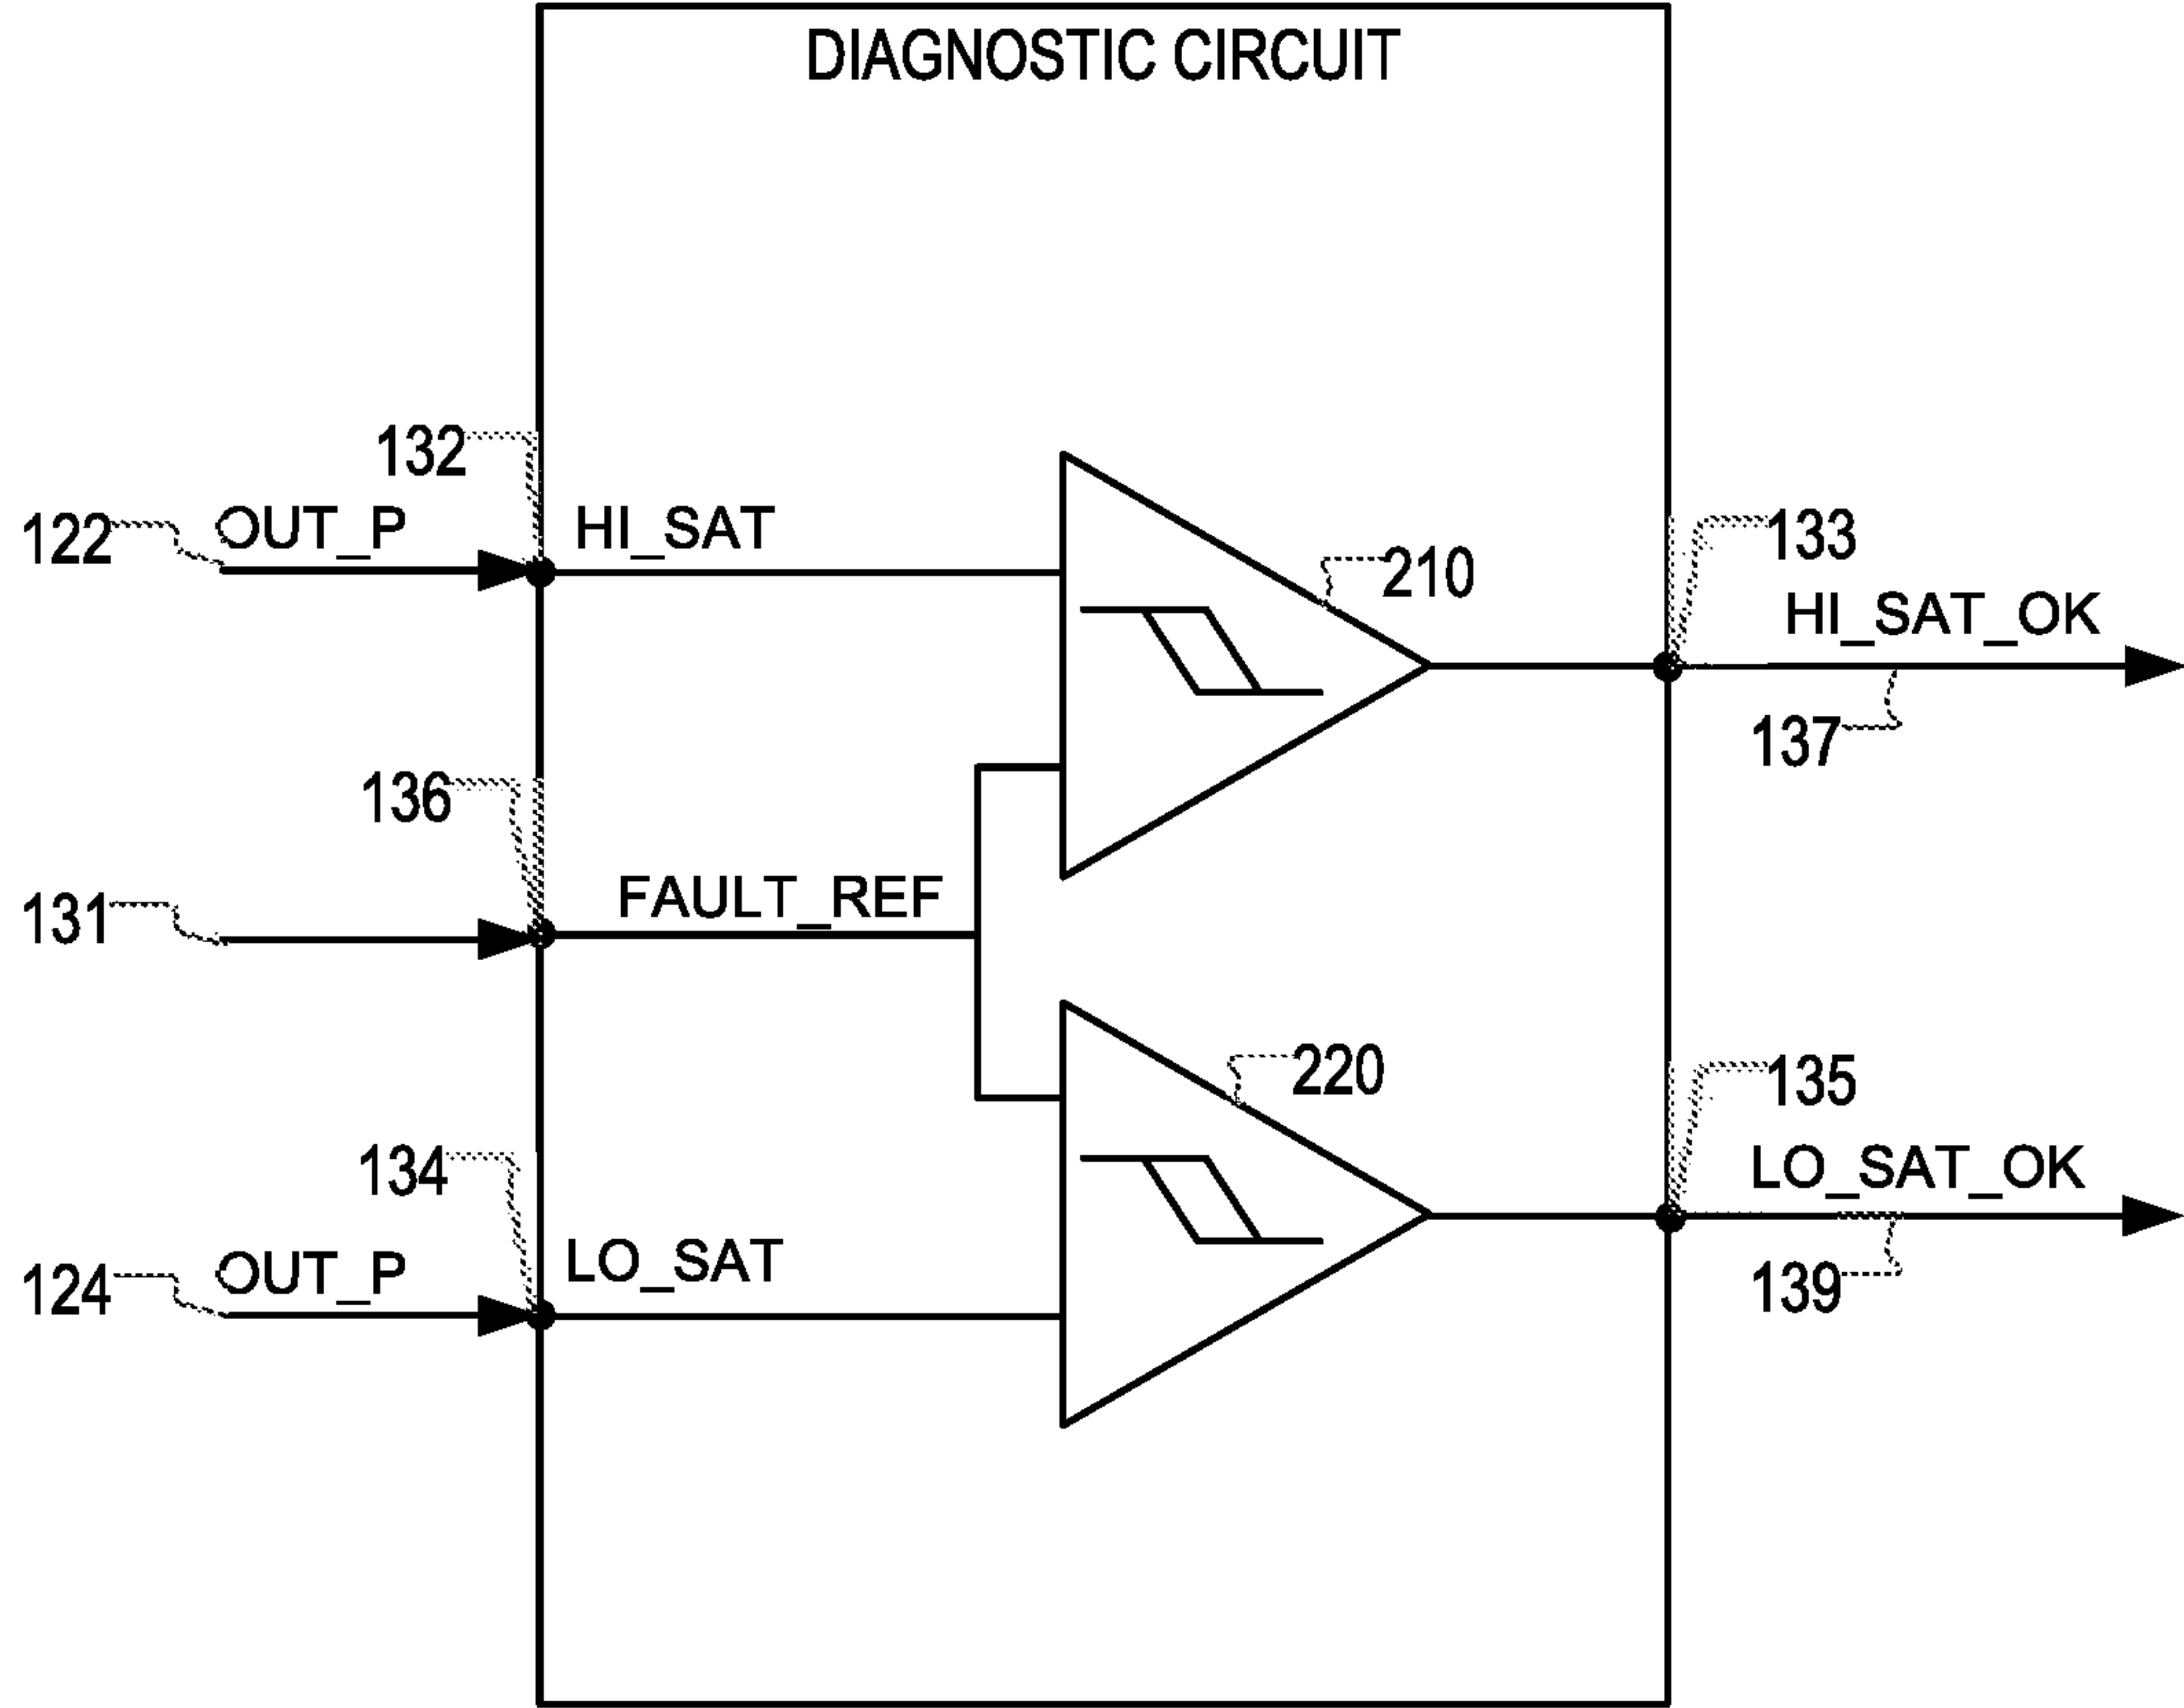 DIAGNOSTIC CIRCUIT
132
122
OUT_P
HI_SAT
210
133
HI_SAT_OK
137
136
131
FAULT_REF
220
135
134
LO_SAT_OK
124
OUT_P
LO_SAT
139